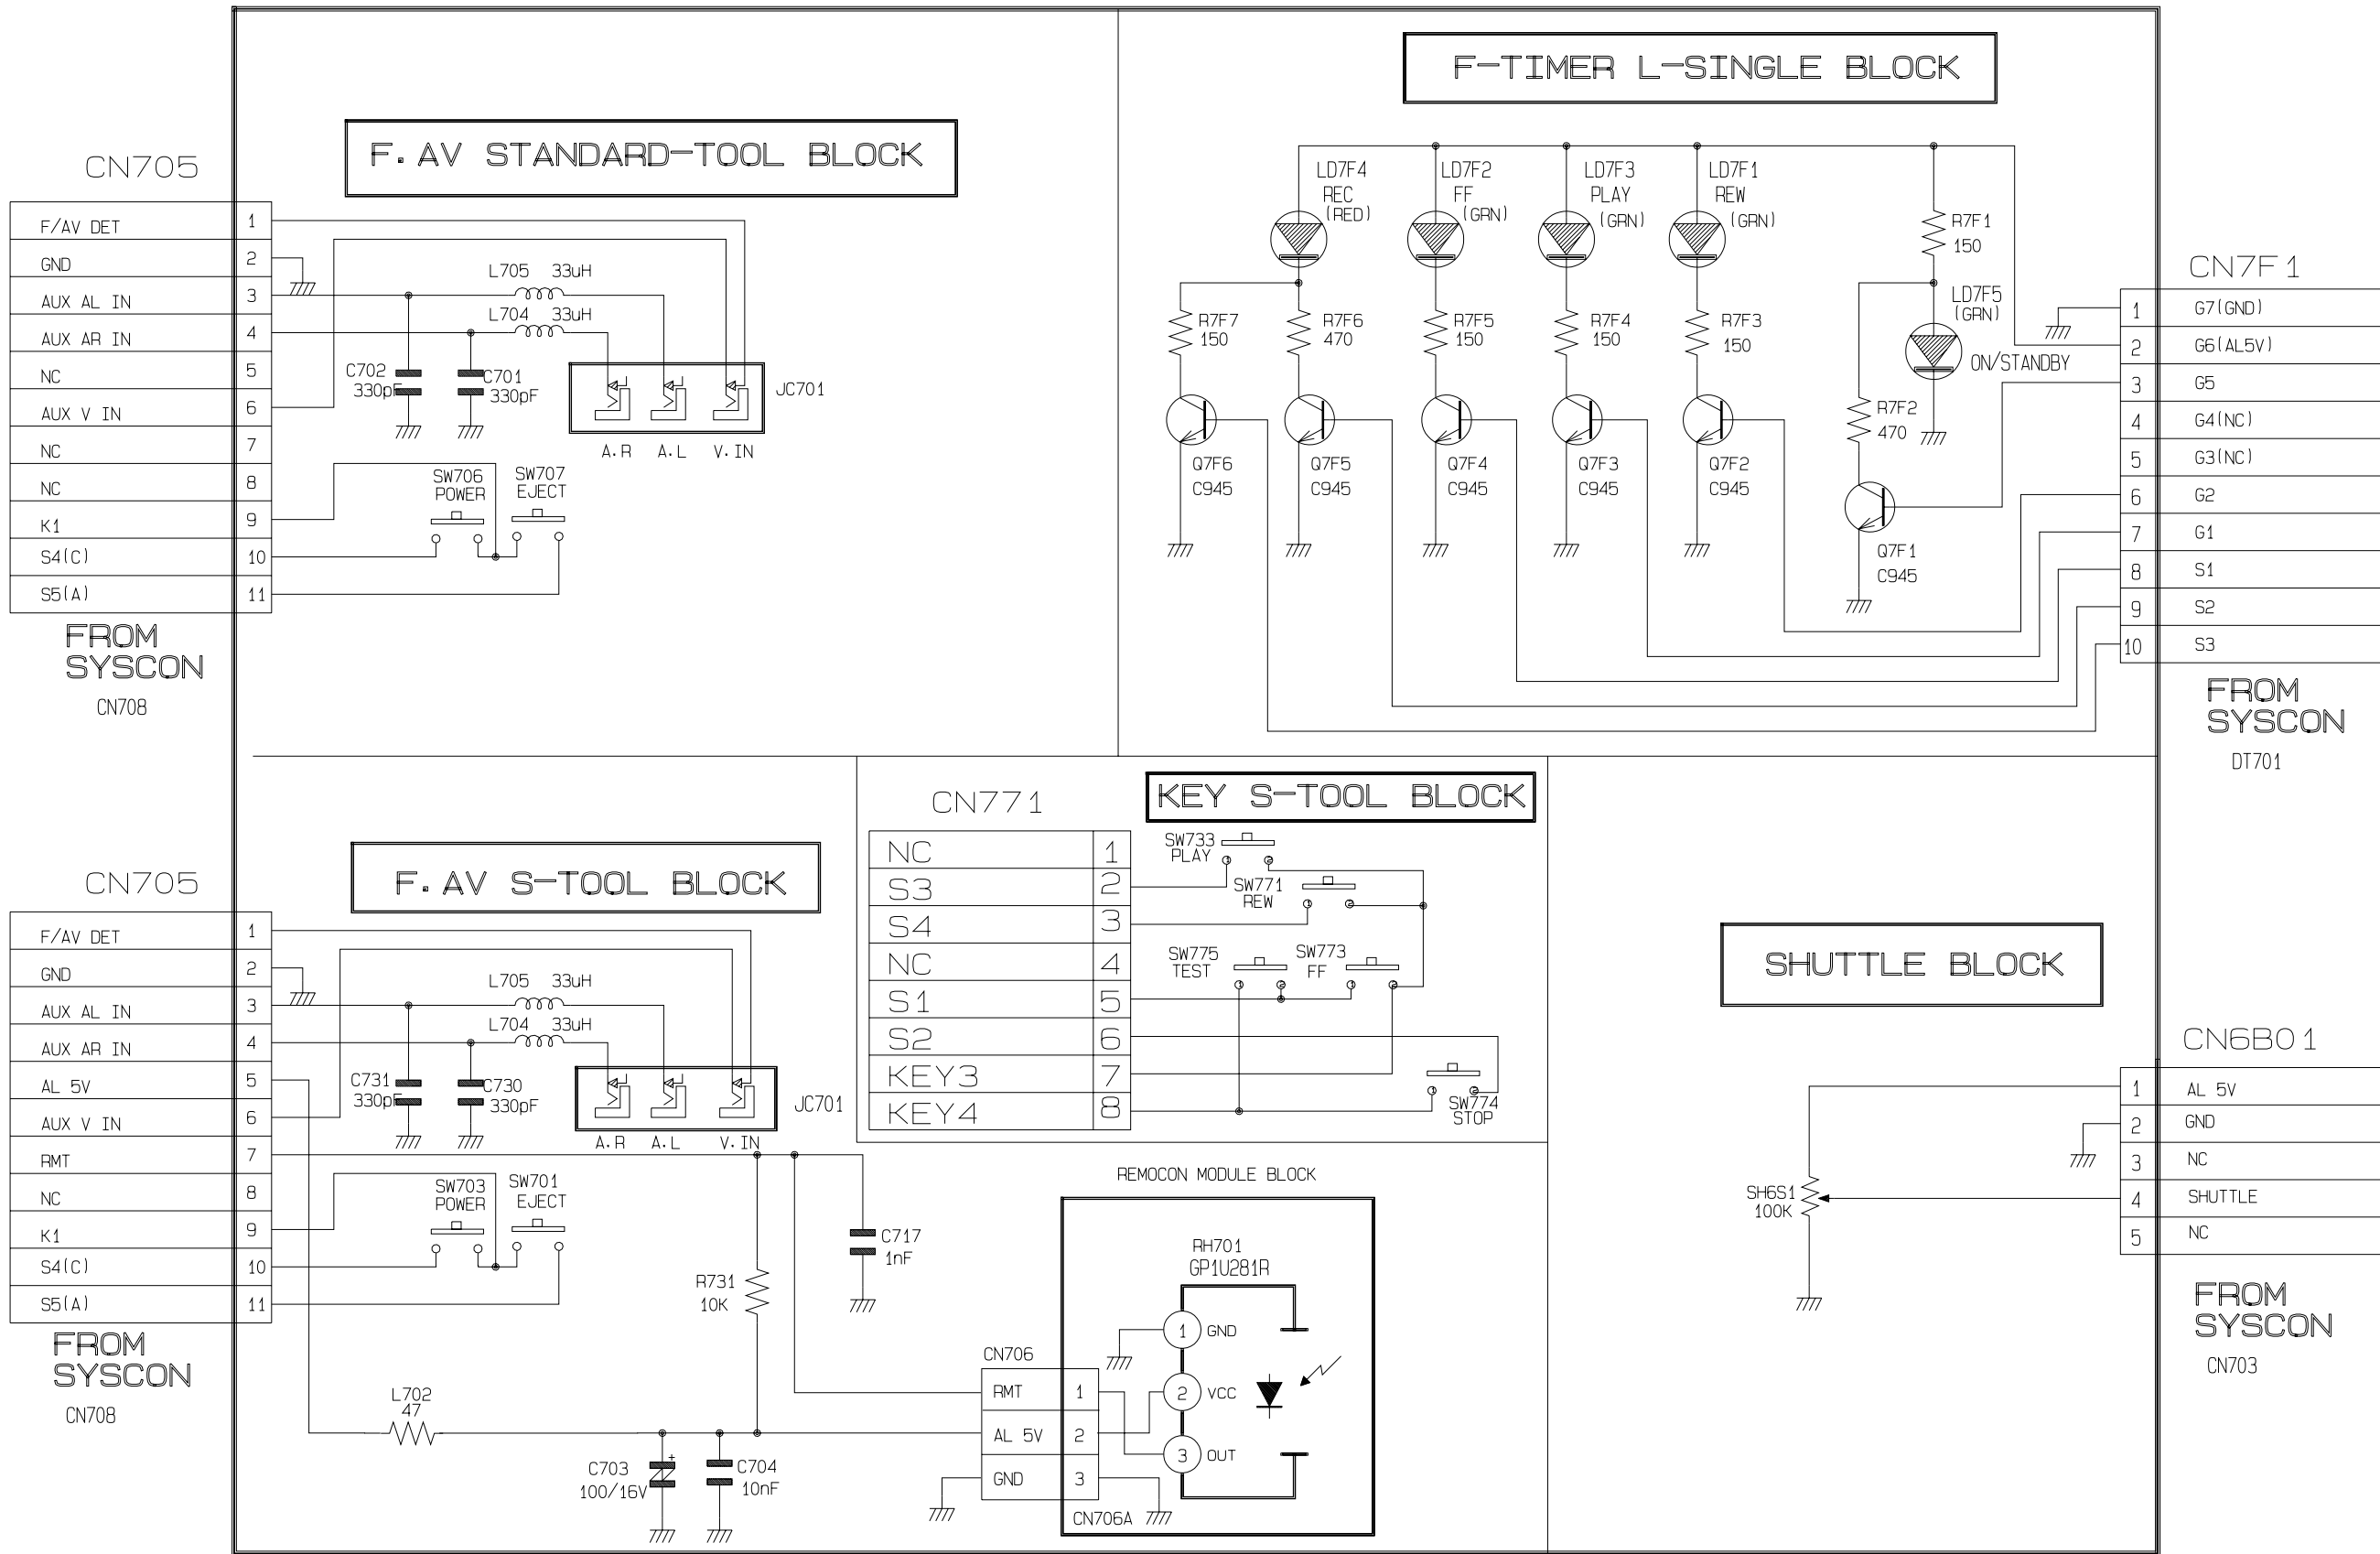 F. AV STANDARD-TOOL BLOCK
CN705
F/AV DET 1
GND 2
AUX AL IN 3
AUX AR IN 4
NC 5
AUX V IN 6
NC 7
NC 8
K1 9
S4(C) 10
S5(A) 11
FROM
SYSCON
CN708
L705 33uH
L704 33uH
C702
330pF
C701
330pF
JC701
A.R A.L V.IN
SW706
POWER
SW707
EJECT
F-TIMER L-SINGLE BLOCK
LD7F4
REC
(RED)
LD7F2
FF
(GRN)
LD7F3
PLAY
(GRN)
LD7F1
REW
(GRN)
R7F1
150
LD7F5
(GRN)
ON/STANDBY
R7F7
150
R7F6
470
R7F5
150
R7F4
150
R7F3
150
R7F2
470
Q7F6
C945
Q7F5
C945
Q7F4
C945
Q7F3
C945
Q7F2
C945
Q7F1
C945
CN7F1
1 G7(GND)
2 G6(AL5V)
3 G5
4 G4(NC)
5 G3(NC)
6 G2
7 G1
8 S1
9 S2
10 S3
FROM
SYSCON
DT701
F. AV S-TOOL BLOCK
CN705
F/AV DET 1
GND 2
AUX AL IN 3
AUX AR IN 4
AL 5V 5
AUX V IN 6
RMT 7
NC 8
K1 9
S4(C) 10
S5(A) 11
FROM
SYSCON
CN708
L705 33uH
L704 33uH
C731
330pF
C730
330pF
JC701
A.R A.L V.IN
SW703
POWER
SW701
EJECT
C717
1nF
R731
10K
L702
47
C703
100/16V
+
C704
10nF
KEY S-TOOL BLOCK
CN771
NC 1
S3 2
S4 3
NC 4
S1 5
S2 6
KEY3 7
KEY4 8
SW733
PLAY
1 2
SW771
REW
1 2
SW775
TEST
1 2
SW773
FF
1 2
SW774
STOP
1 2
REMOCON MODULE BLOCK
RH701
GP1U281R
1 GND
2 VCC
3 OUT
CN706
RMT 1
AL 5V 2
GND 3
CN706A
SHUTTLE BLOCK
SH6S1
100K
CN6B01
1 AL 5V
2 GND
3 NC
4 SHUTTLE
5 NC
FROM
SYSCON
CN703